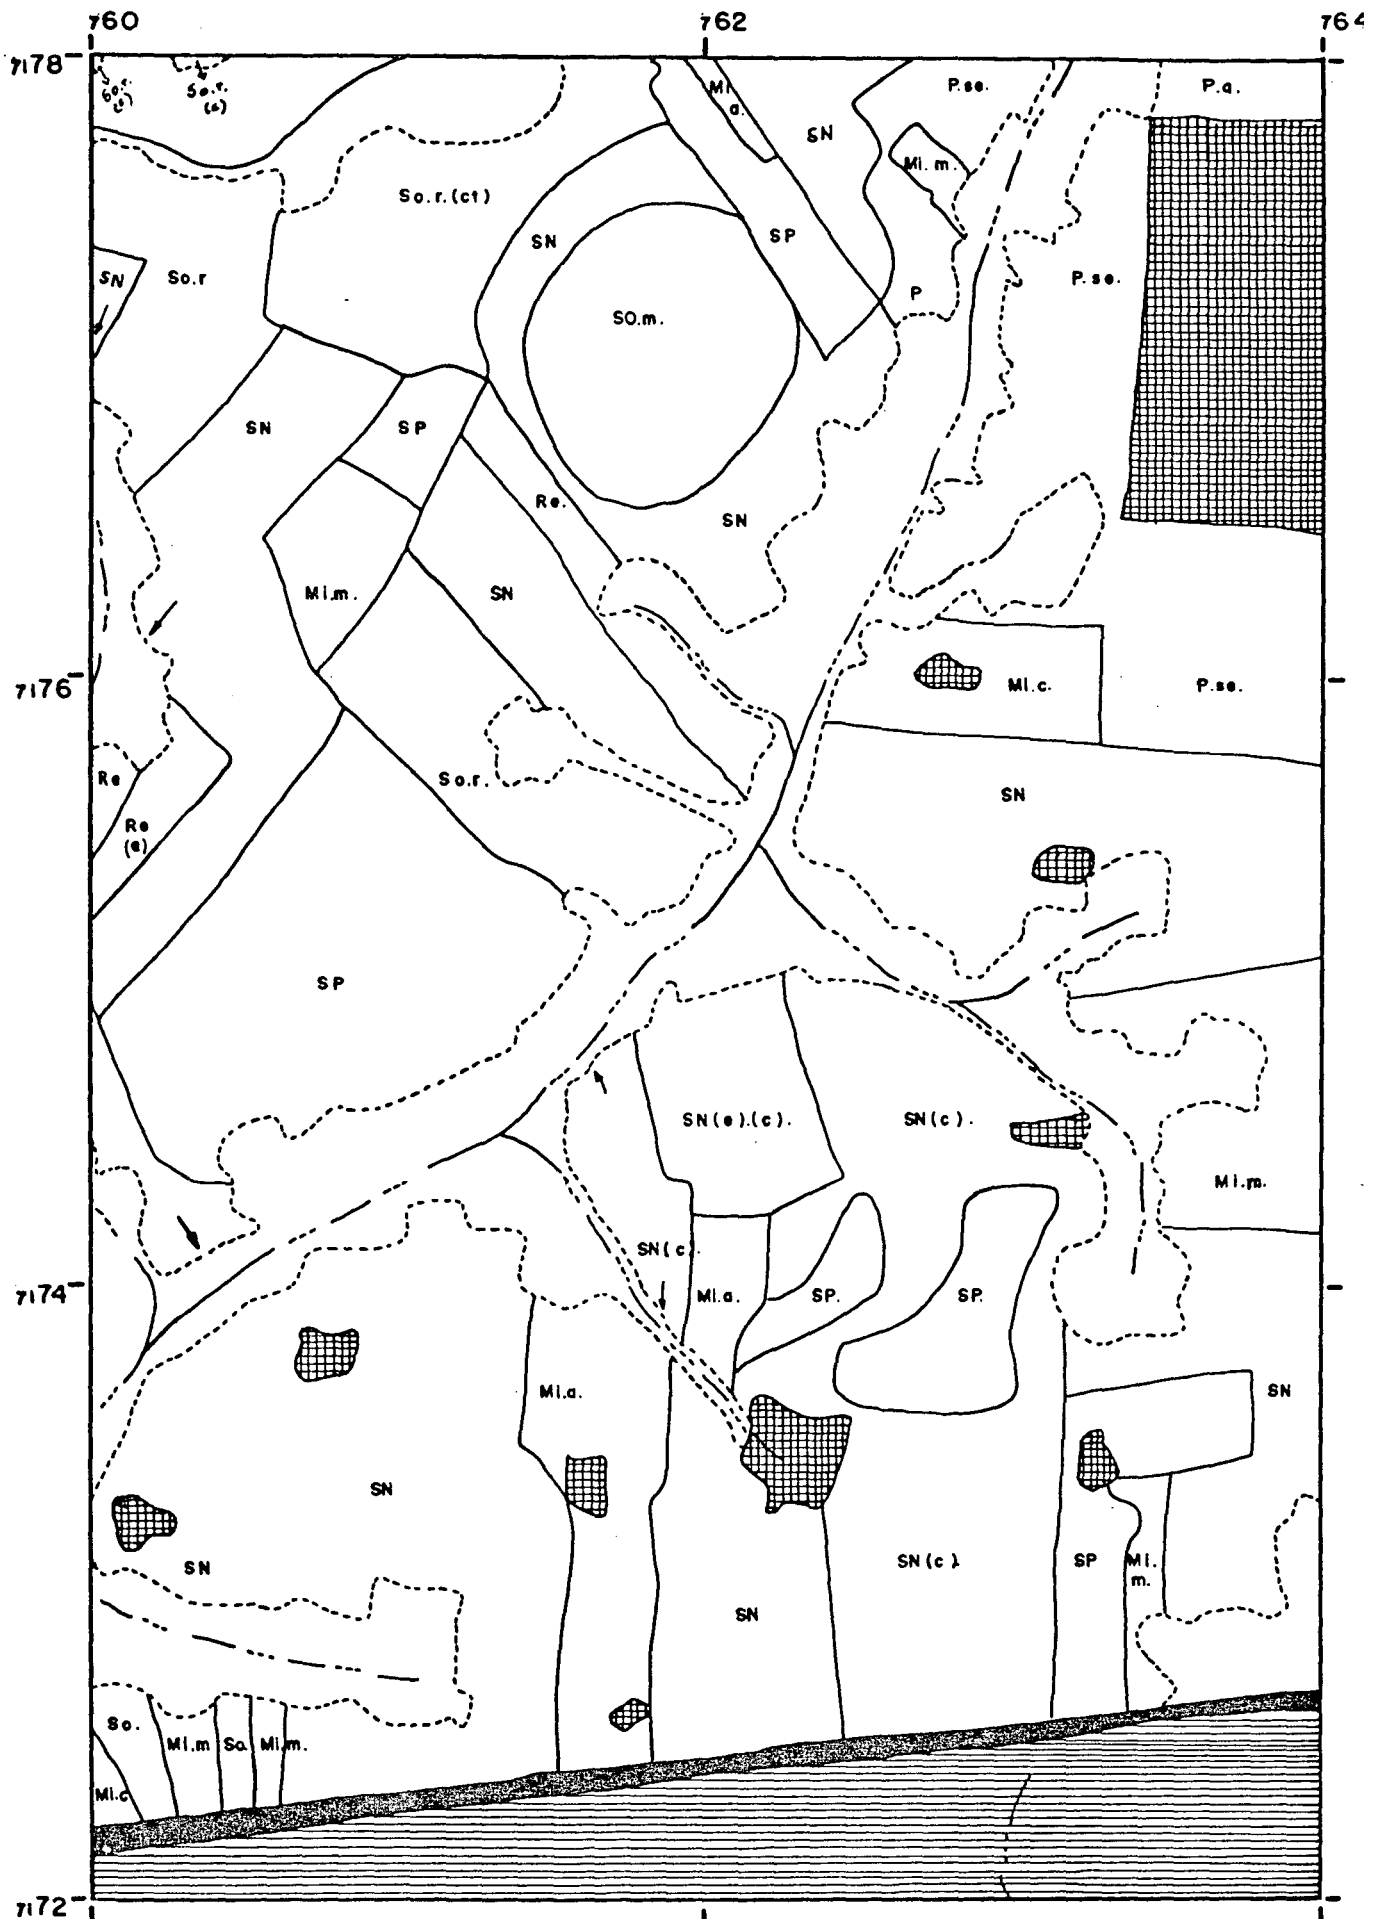 760 762 764
7178
So.r. (c)
So.r. (c)
Mi a.
SN
P.se.
P.a.
Mi.m.
So.r.(ct)
SN
SP
SN
So.r
P
P.se.
SO.m.
SN
SP
Re.
SN
Mi.m.
SN
7176
Mi.c.
P.se.
Re
So.r.
SN
Re
(e)
SP
SN(e).(c).
SN(c).
Mi.m.
SN(c).
7174
Mi.a.
SP.
SP.
Mi.a.
SN
SN
SN
SN(c).
SP
Mi.
m.
SN
So.
Mi.m
So.
Mi.m.
Mi.c
7172